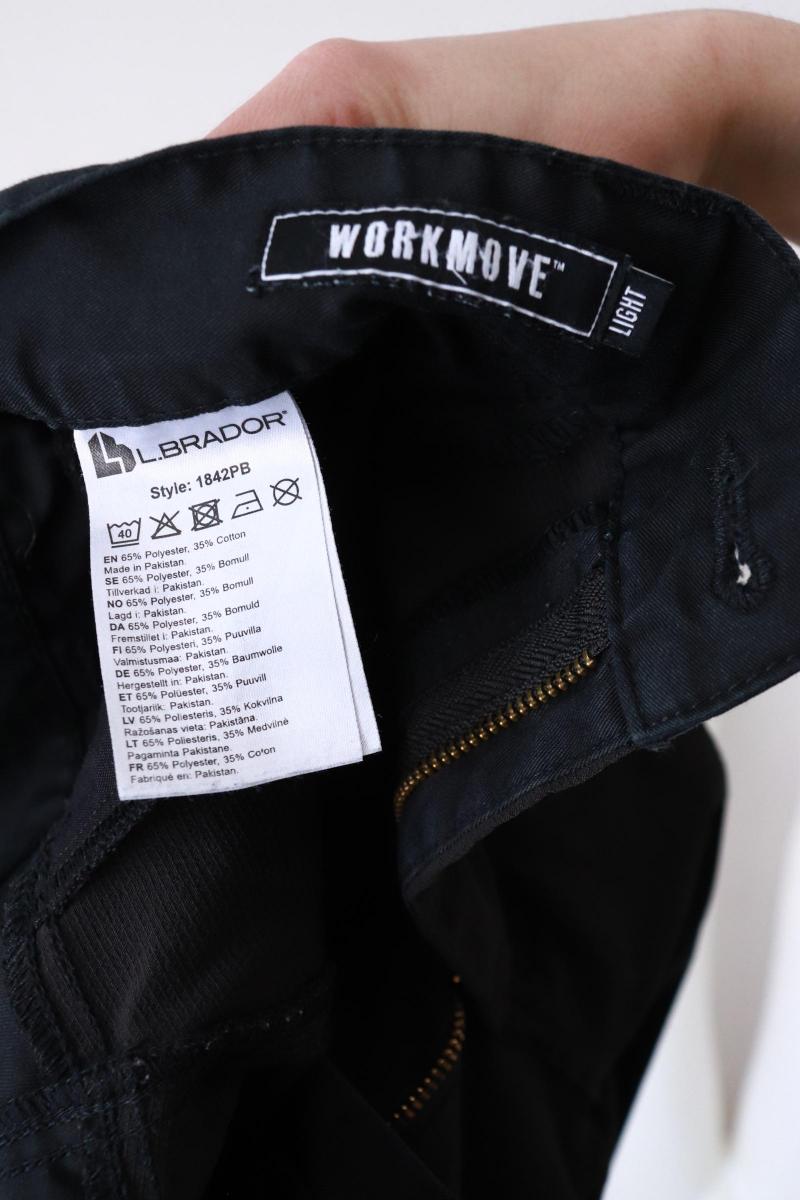 WORKMOVE™
LIGHT
L.BRADOR™
Style: 1842PB
40
EN 65% Polyester, 35% Cotton
Made in Pakistan.
SE 65% Polyester, 35% Bomull
Tillverkad i: Pakistan.
NO 65% Polyester, 35% Bomull
Lagd i: Pakistan.
DA 65% Polyester, 35% Bomuld
Fremstillet i: Pakistan.
FI 65% Polyesteri, 35% Puuvilla
Valmistusmaa: Pakistan.
DE 65% Polyester, 35% Baumwolle
Hergestellt in: Pakistan.
ET 65% Polüester, 35% Puuvill
Tootjariik: Pakistan.
LV 65% Poliesteris, 35% Kokvilna
Ražošanas vieta: Pakistāna.
LT 65% Poliesteris, 35% Medvilnė
Pagaminta Pakistane.
FR 65% Polyester, 35% Coton
Fabriqué en: Pakistan.